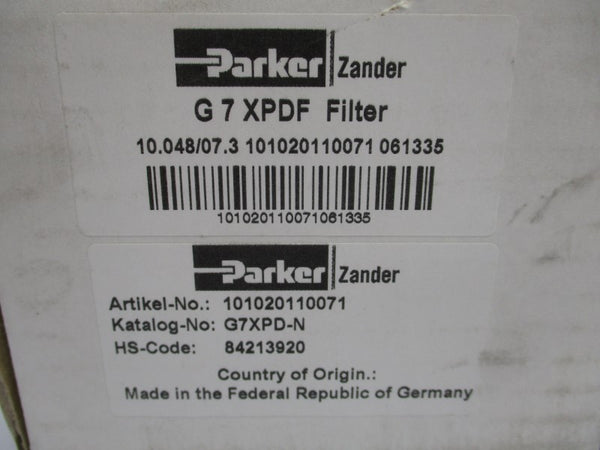 Parker Zander
G 7 XPDF Filter
10.048/07.3 101020110071 061335
101020110071061335
Parker Zander
Artikel-No.: 101020110071
Katalog-No: G7XPD-N
HS-Code: 84213920
Country of Origin.:
Made in the Federal Republic of Germany